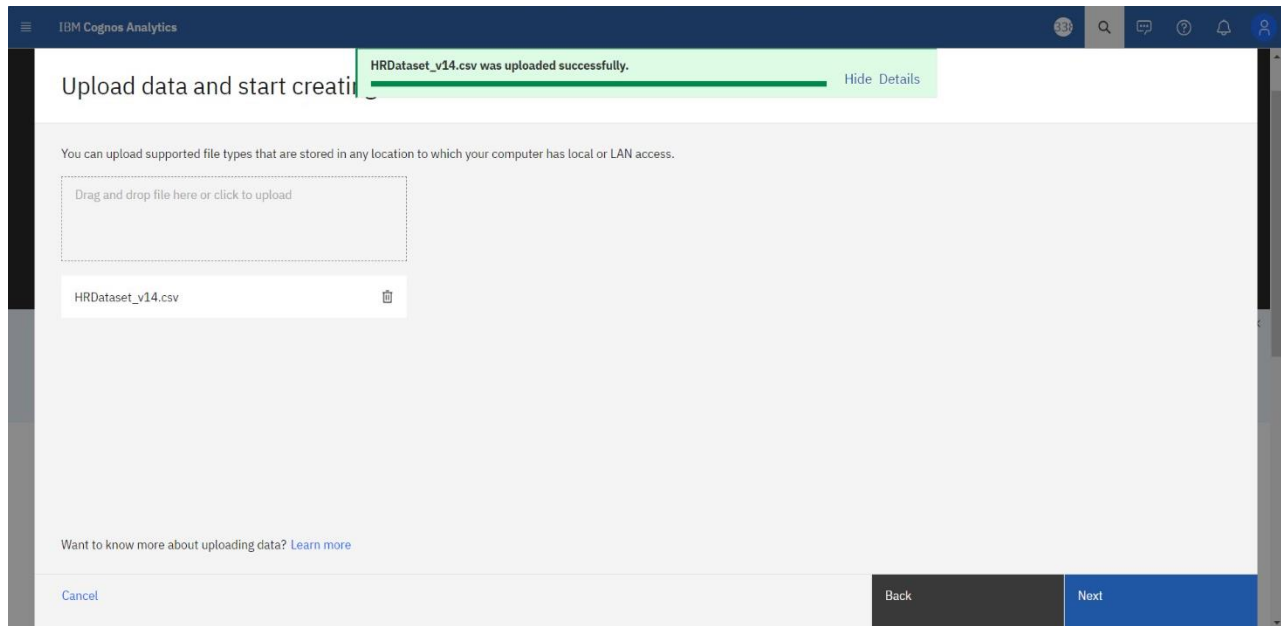 IBM Cognos Analytics
HRDataset_v14.csv was uploaded successfully.
Hide Details
Upload data and start creating
You can upload supported file types that are stored in any location to which your computer has local or LAN access.
Drag and drop file here or click to upload
HRDataset_v14.csv
Want to know more about uploading data? Learn more
Cancel
Back
Next